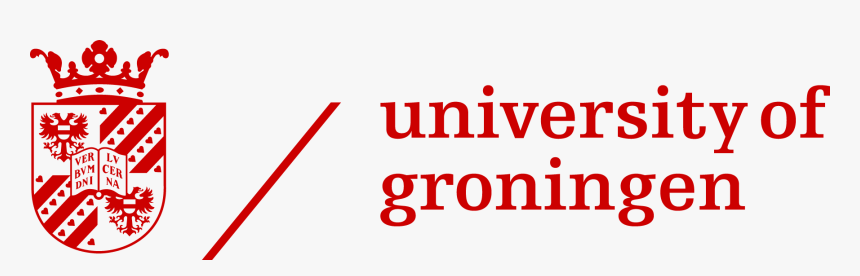 VER
BVM
DNI
LV
CER
NA
university of
groningen